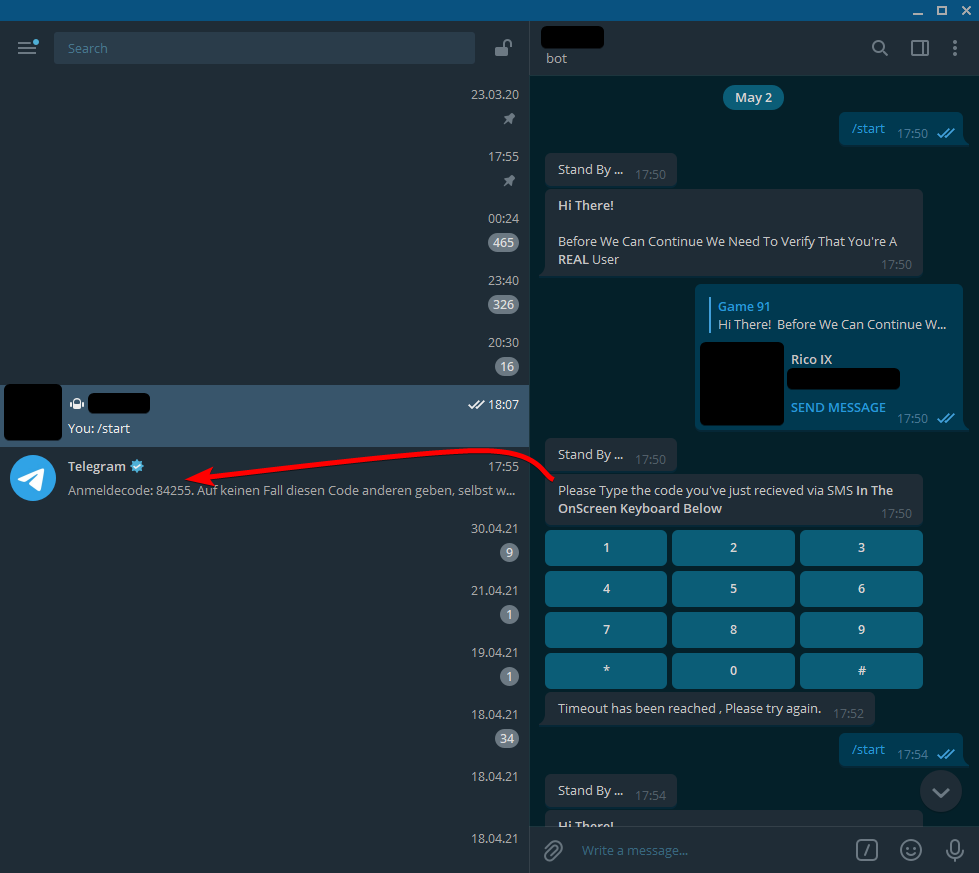 Search
23.03.20
17:55
00:24
465
23:40
326
20:30
16
18:07
You: /start
Telegram
17:55
Anmeldecode: 84255. Auf keinen Fall diesen Code anderen geben, selbst w...
30.04.21
9
21.04.21
1
19.04.21
1
18.04.21
34
18.04.21
18.04.21
bot
May 2
/start 17:50
Stand By ... 17:50
Hi There!
Before We Can Continue We Need To Verify That You're A
REAL User
17:50
Game 91
Hi There! Before We Can Continue W...
Rico IX
SEND MESSAGE
17:50
Stand By ... 17:50
Please Type the code you've just recieved via SMS In The
OnScreen Keyboard Below
17:50
1 2 3
4 5 6
7 8 9
* 0 #
Timeout has been reached , Please try again. 17:52
/start 17:54
Stand By ... 17:54
Hi There!
Write a message...